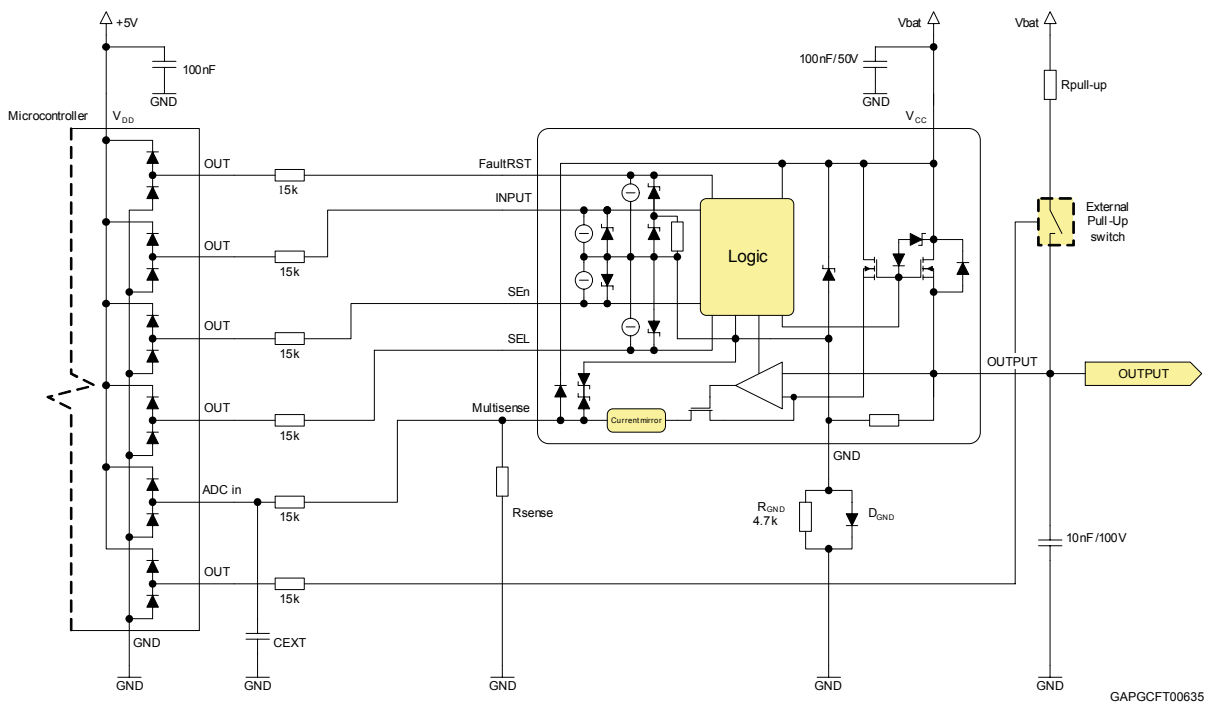 +5V
Vbat
Vbat
100nF
100nF/50V
Rpull-up
GND
GND
Microcontroller
VDD
VCC
OUT
FaultRST
15k
INPUT
External
Pull-Up
switch
OUT
Logic
15k
SEn
OUT
SEL
15k
OUTPUT
OUTPUT
OUT
Multisense
Currentmirror
15k
GND
ADC in
Rsense
RGND
4.7k
DGND
15k
10nF/100V
OUT
15k
GND
CEXT
GND
GND
GND
GND
GND
GAPGCFT00635